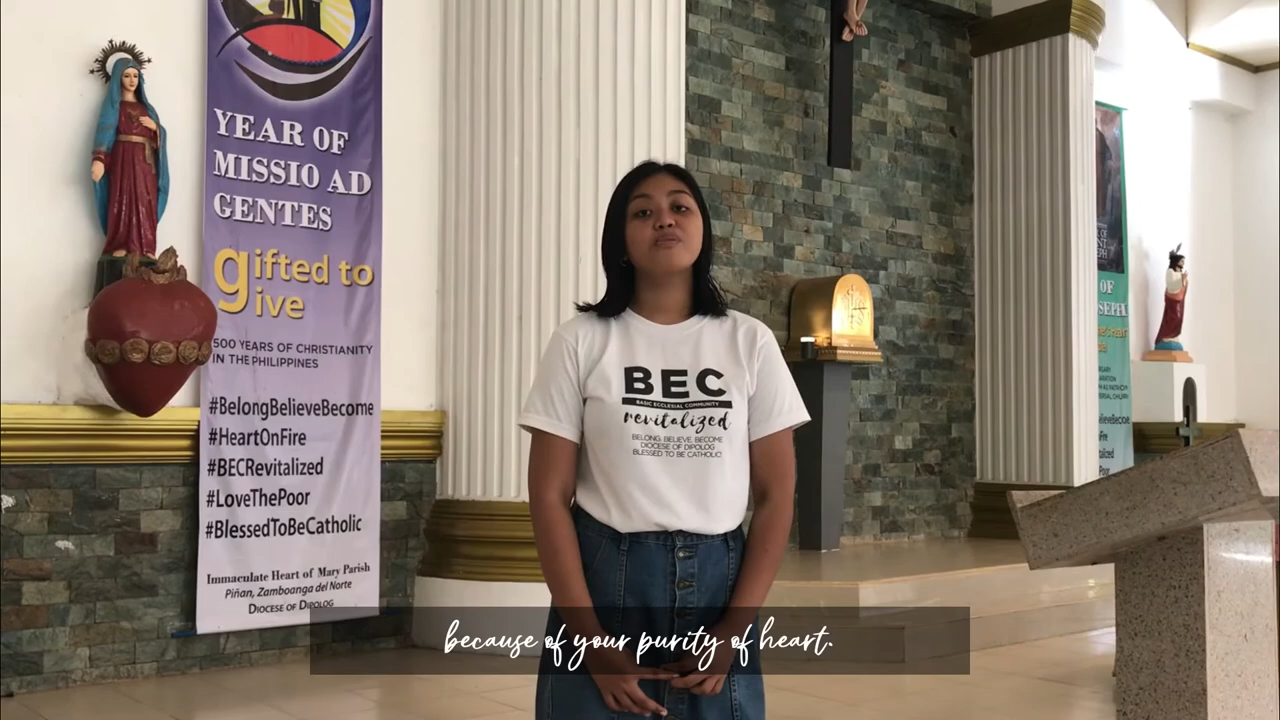 YEAR OF
MISSIO AD
GENTES
gifted to
ive
500 YEARS OF CHRISTIANITY
IN THE PHILIPPINES
#BelongBelieveBecome
#HeartOnFire
#BECRevitalized
#LoveThePoor
#BlessedToBeCatholic
Immaculate Heart of Mary Parish
Piñan, Zamboanga del Norte
DIOCESE OF DIPOLOG
BEC
BASIC ECCLESIAL COMMUNITY
revitalized
BELONG. BELIEVE. BECOME
DIOCESE OF DIPOLOG
BLESSED TO BE CATHOLIC!
OF
because of your purity of heart.